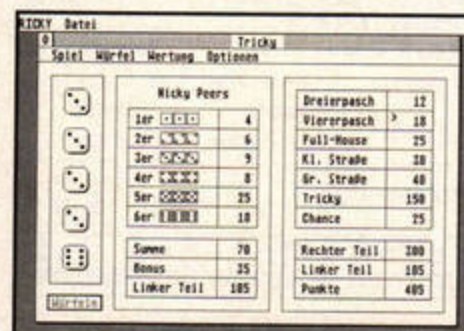 RICKY Datei
Tricky
Spiel Würfel Wertung Optionen
Nicky Peers
1er 4
2er 6
3er 9
4er 8
5er 25
6er 18
Summe 70
Bonus 35
Linker Teil 105
Würfeln
Dreierpasch 12
Viererpasch > 18
Full-House 25
Kl. Straße 30
Gr. Straße 40
Tricky 150
Chance 25
Rechter Teil 300
Linker Teil 105
Punkte 405